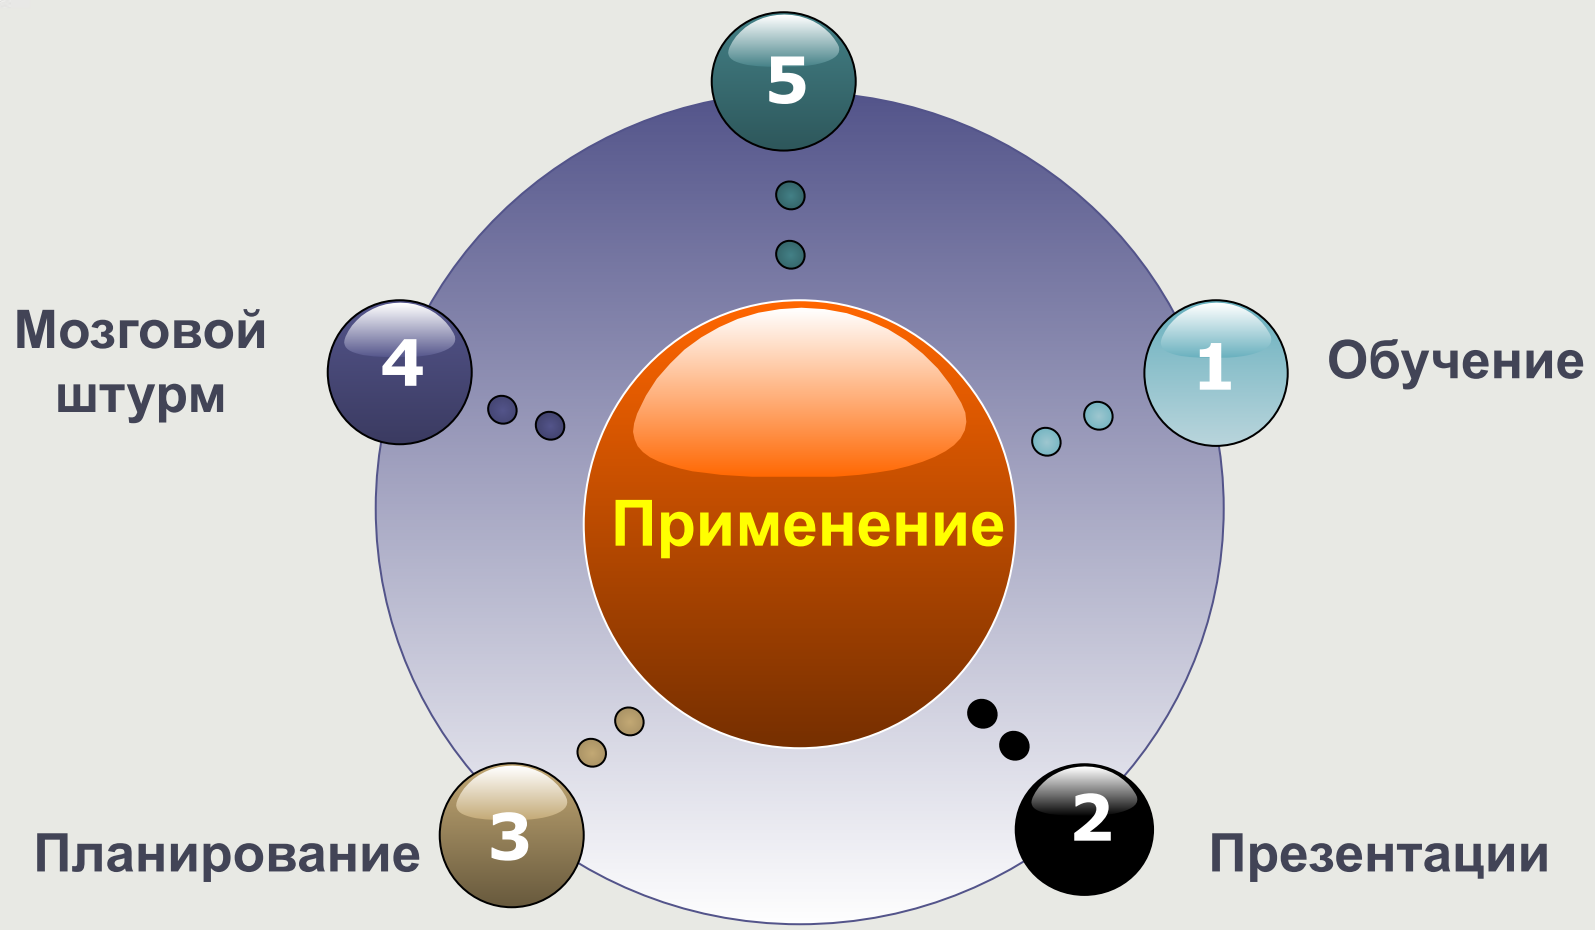 5
Мозговой
штурм
4
1
Обучение
Применение
Планирование
3
2
Презентации